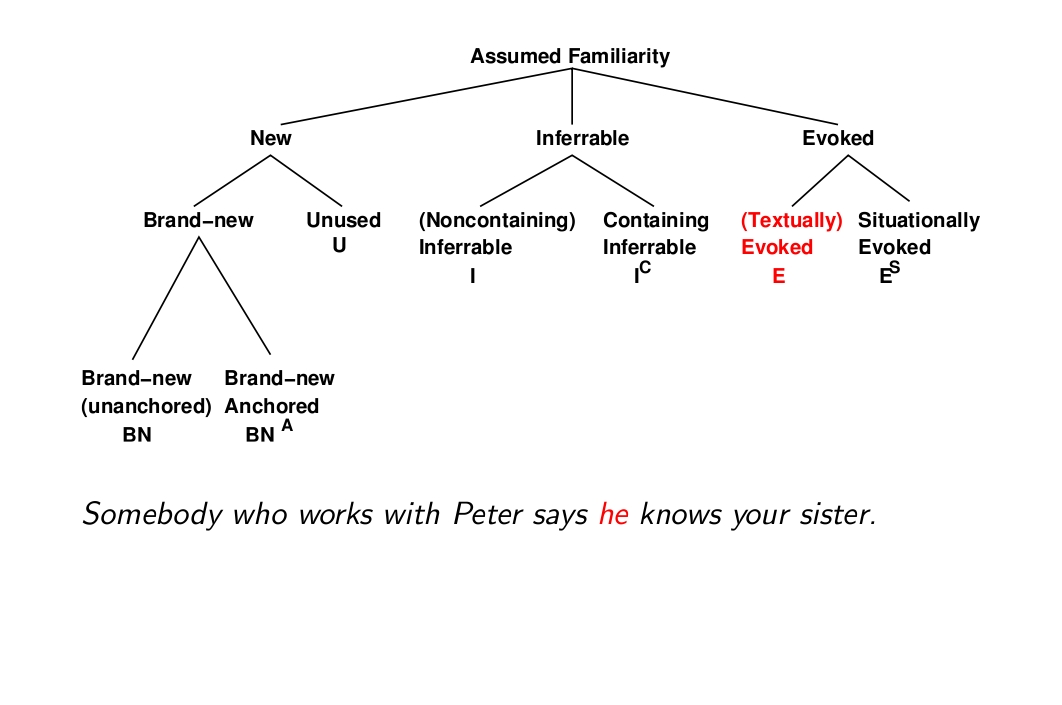 Assumed Familiarity
New Inferrable Evoked
Brand−new Unused (Noncontaining) Containing (Textually) Situationally
U Inferrable Inferrable Evoked Evoked
I I^C E E^S
Brand−new Brand−new
(unanchored) Anchored
BN BN^A
Somebody who works with Peter says he knows your sister.